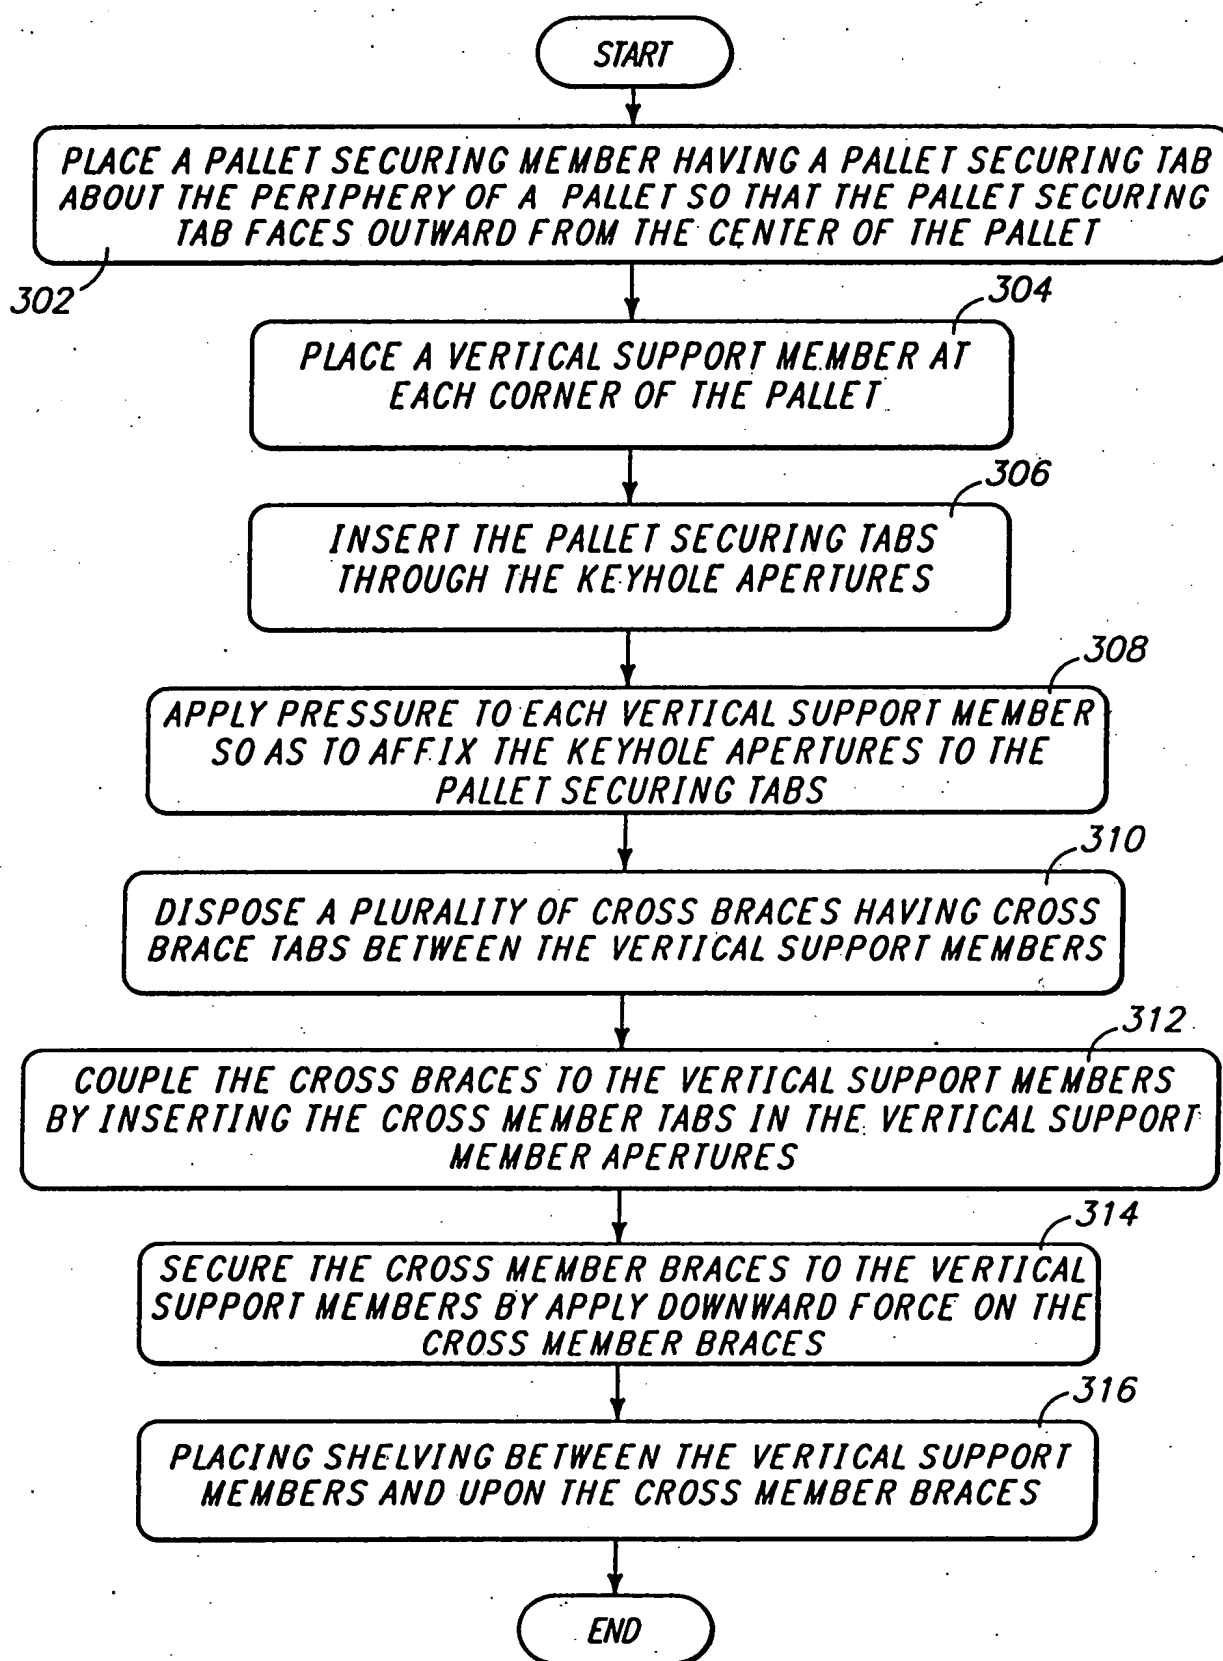 START
PLACE A PALLET SECURING MEMBER HAVING A PALLET SECURING TAB
ABOUT THE PERIPHERY OF A PALLET SO THAT THE PALLET SECURING
TAB FACES OUTWARD FROM THE CENTER OF THE PALLET
302
304
PLACE A VERTICAL SUPPORT MEMBER AT
EACH CORNER OF THE PALLET
306
INSERT THE PALLET SECURING TABS
THROUGH THE KEYHOLE APERTURES
308
APPLY PRESSURE TO EACH VERTICAL SUPPORT MEMBER
SO AS TO AFFIX THE KEYHOLE APERTURES TO THE
PALLET SECURING TABS
310
DISPOSE A PLURALITY OF CROSS BRACES HAVING CROSS
BRACE TABS BETWEEN THE VERTICAL SUPPORT MEMBERS
312
COUPLE THE CROSS BRACES TO THE VERTICAL SUPPORT MEMBERS
BY INSERTING THE CROSS MEMBER TABS IN THE VERTICAL SUPPORT
MEMBER APERTURES
314
SECURE THE CROSS MEMBER BRACES TO THE VERTICAL
SUPPORT MEMBERS BY APPLY DOWNWARD FORCE ON THE
CROSS MEMBER BRACES
316
PLACING SHELVING BETWEEN THE VERTICAL SUPPORT
MEMBERS AND UPON THE CROSS MEMBER BRACES
END